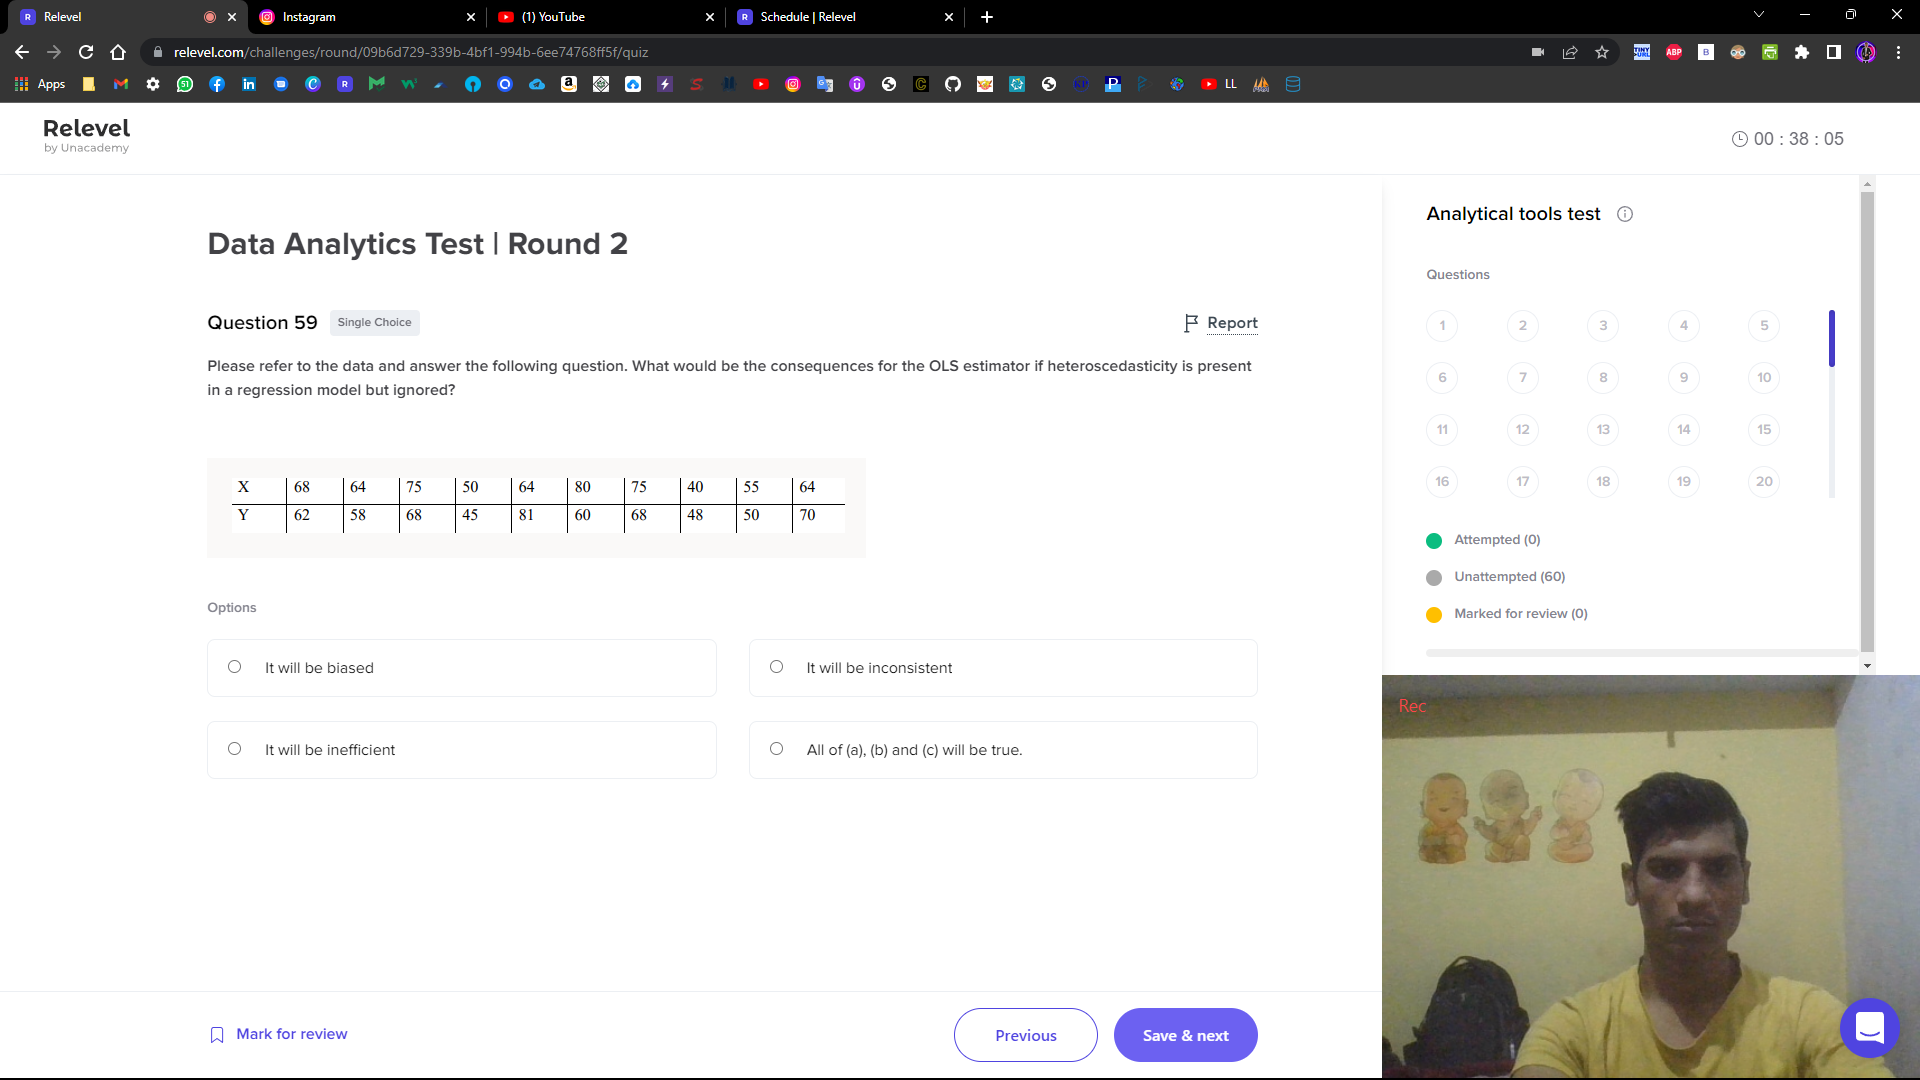 Relevel
Instagram
(1) YouTube
Schedule | Relevel
relevel.com/challenges/round/09b6d729-339b-4bf1-994b-6ee74768ff5f/quiz
Apps
LL
Relevel
by Unacademy
00 : 38 : 05
Data Analytics Test | Round 2
Question 59
Single Choice
Report
Please refer to the data and answer the following question. What would be the consequences for the OLS estimator if heteroscedasticity is present
in a regression model but ignored?
X 68 64 75 50 64 80 75 40 55 64
Y 62 58 68 45 81 60 68 48 50 70
Options
It will be biased
It will be inconsistent
It will be inefficient
All of (a), (b) and (c) will be true.
Mark for review
Previous
Save & next
Analytical tools test
Questions
1 2 3 4 5
6 7 8 9 10
11 12 13 14 15
16 17 18 19 20
Attempted (0)
Unattempted (60)
Marked for review (0)
Rec